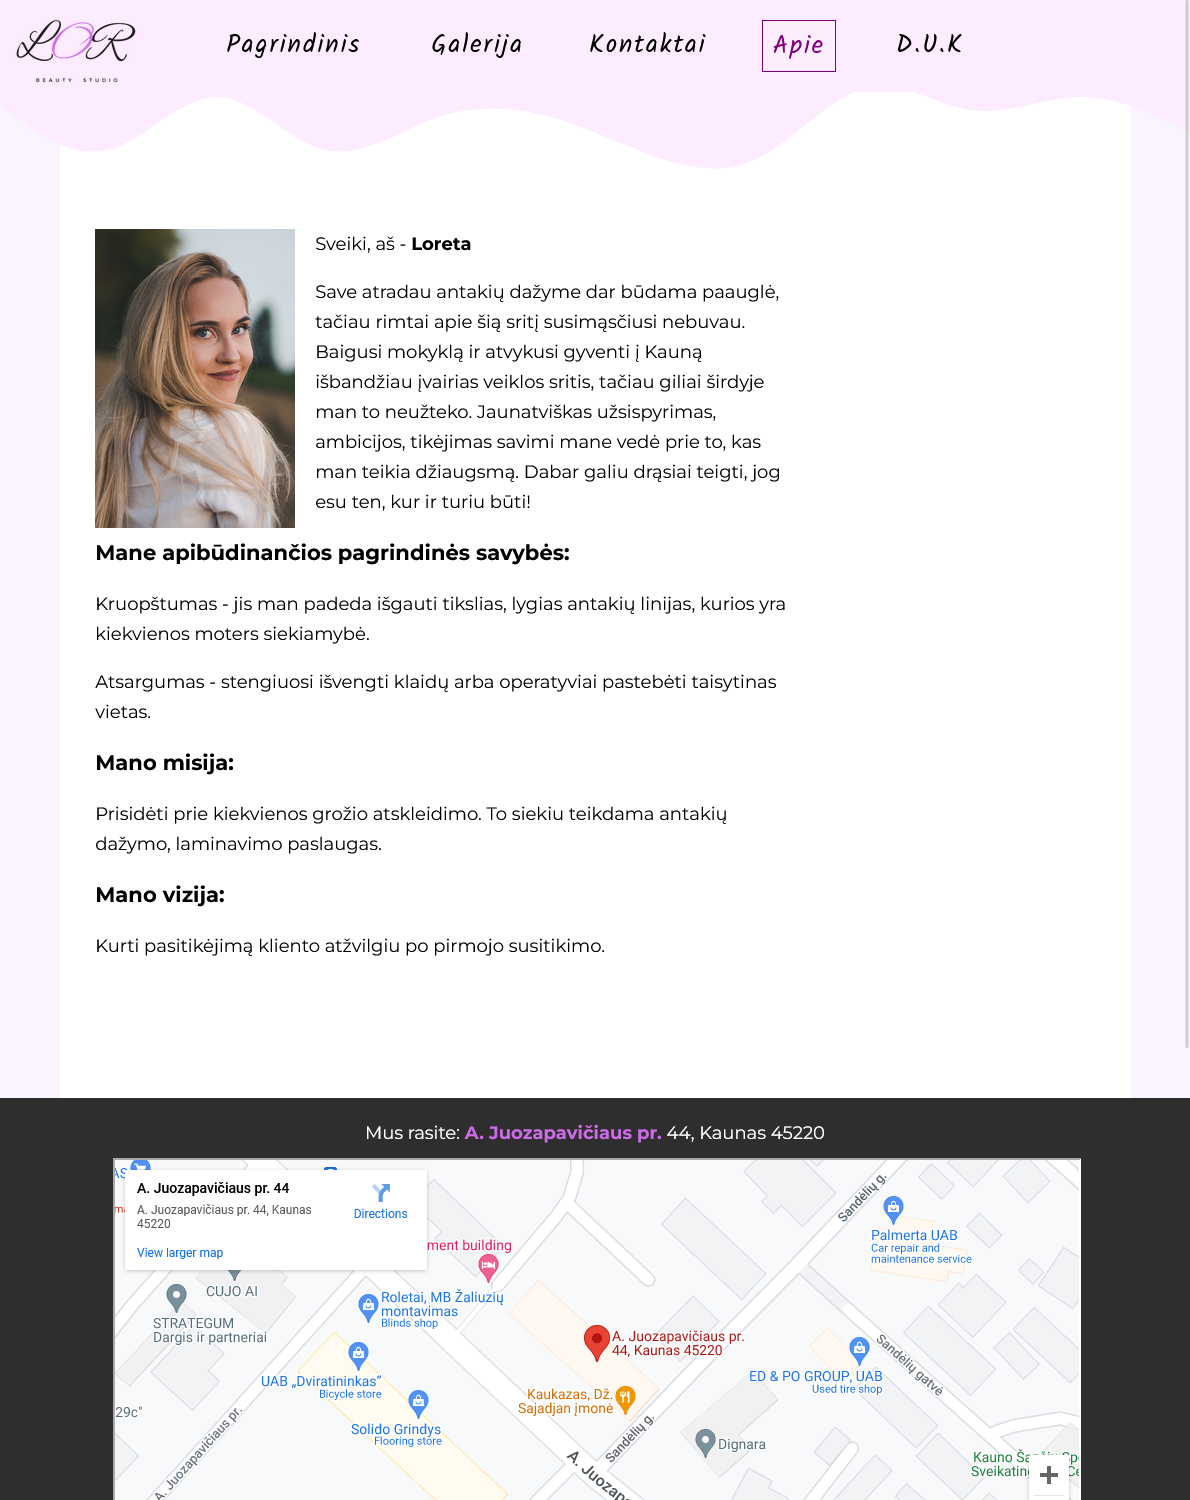 LOR
BEAUTY STUDIO
Pagrindinis
Galerija
Kontaktai
Apie
D.U.K
Sveiki, aš - Loreta
Save atradau antakių dažyme dar būdama paauglė,
tačiau rimtai apie šią sritį susimąsčiusi nebuvau.
Baigusi mokyklą ir atvykusi gyventi į Kauną
išbandžiau įvairias veiklos sritis, tačiau giliai širdyje
man to neužteko. Jaunatviškas užsispyrimas,
ambicijos, tikėjimas savimi mane vedė prie to, kas
man teikia džiaugsmą. Dabar galiu drąsiai teigti, jog
esu ten, kur ir turiu būti!
Mane apibūdinančios pagrindinės savybės:
Kruopštumas - jis man padeda išgauti tikslias, lygias antakių linijas, kurios yra
kiekvienos moters siekiamybė.
Atsargumas - stengiuosi išvengti klaidų arba operatyviai pastebėti taisytinas
vietas.
Mano misija:
Prisidėti prie kiekvienos grožio atskleidimo. To siekiu teikdama antakių
dažymo, laminavimo paslaugas.
Mano vizija:
Kurti pasitikėjimą kliento atžvilgiu po pirmojo susitikimo.
Mus rasite: A. Juozapavičiaus pr. 44, Kaunas 45220
A. Juozapavičiaus pr. 44
A. Juozapavičiaus pr. 44, Kaunas
45220
Directions
View larger map
ment building
CUJO AI
STRATEGUM
Dargis ir partneriai
Roletai, MB Žaliuzių
montavimas
Blinds shop
UAB „Dviratininkas“
Bicycle store
Solido Grindys
Flooring store
29c"
A. Juozapavičiaus pr.
Sandėlių g.
Palmerta UAB
Car repair and
maintenance service
A. Juozapavičiaus pr.
44, Kaunas 45220
Kaukazas, Dž.
Sajadjan įmonė
ED & PO GROUP, UAB
Used tire shop
Sandėlių gatvė
Sandėlių g.
Dignara
A. Juozapa
Kauno
Sveikatin